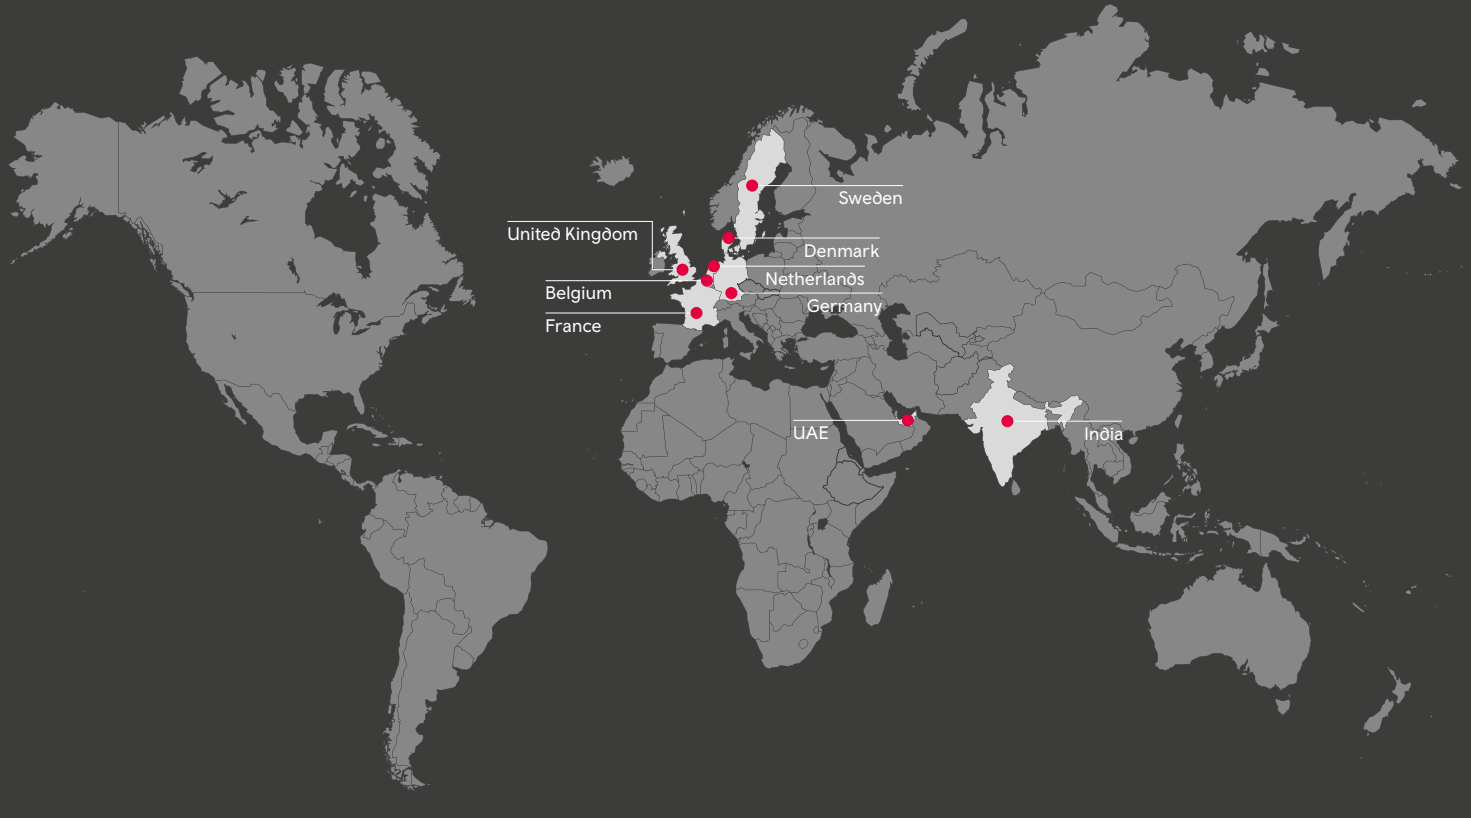 Sweden
United Kingdom
Denmark
Netherlands
Belgium
Germany
France
UAE
India